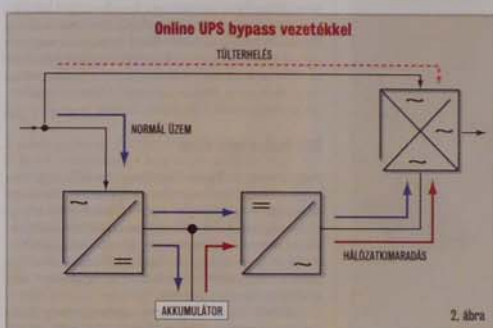 Online UPS bypass vezetékkel
TÚLTERHELÉS
NORMÁL ÜZEM
HÁLÓZATKIMARADÁS
AKKUMULÁTOR
2. ábra